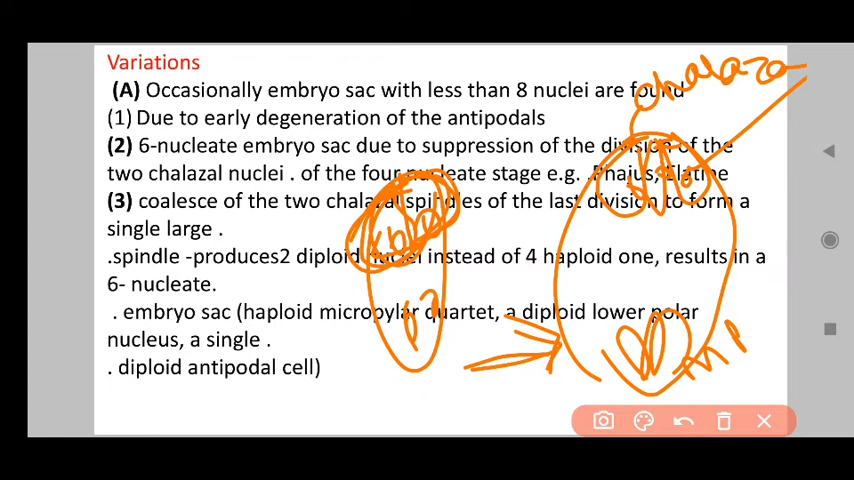 Variations
(A) Occasionally embryo sac with less than 8 nuclei are found
chalaza
(1) Due to early degeneration of the antipodals
(2) 6-nucleate embryo sac due to suppression of the division of the
two chalazal nuclei . of the four nucleate stage e.g. .Phajus, Elatine
(3) coalesce of the two chalazal spindles of the last division to form a
single large .
.spindle -produces2 diploid nuclei instead of 4 haploid one, results in a
6- nucleate.
. embryo sac (haploid micropylar quartet, a diploid lower polar
nucleus, a single .
. diploid antipodal cell)